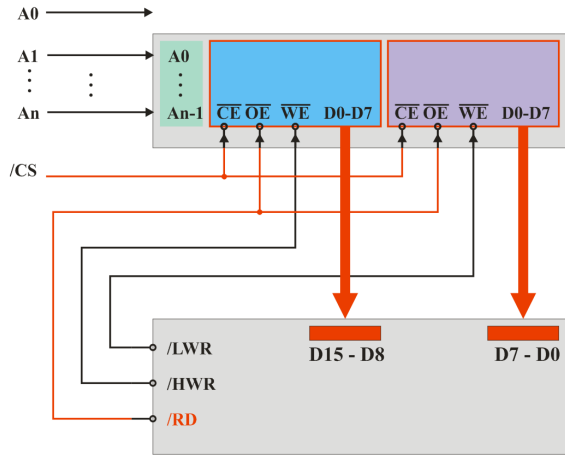 A0
A1 A0
An An-1 CE OE WE D0-D7 CE OE WE D0-D7
/CS
/LWR D15 - D8 D7 - D0
/HWR
/RD